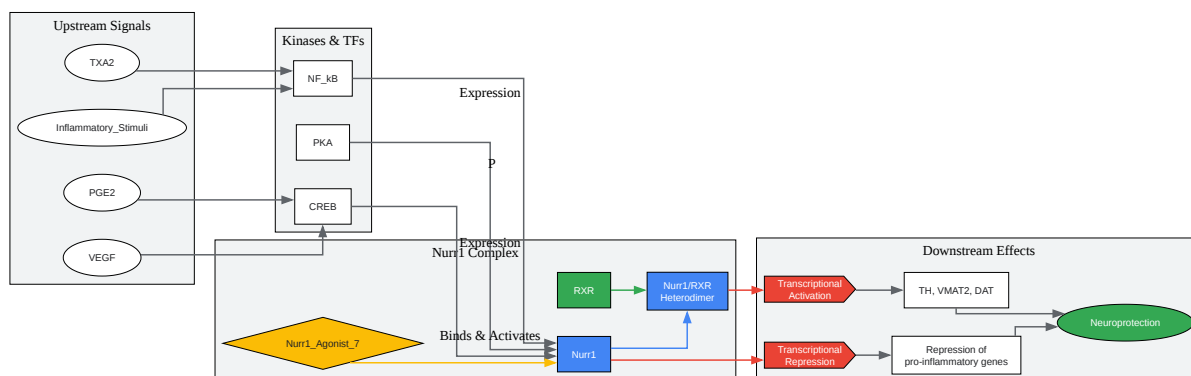 Upstream Signals
TXA2
Inflammatory_Stimuli
PGE2
VEGF
Kinases & TFs
NF_kB
PKA
CREB
Expression
P
Expression
Nurr1 Complex
RXR
Nurr1/RXR
Heterodimer
Binds & Activates
Nurr1_Agonist_7
Nurr1
Downstream Effects
Transcriptional
Activation
TH, VMAT2, DAT
Neuroprotection
Transcriptional
Repression
Repression of
pro-inflammatory genes